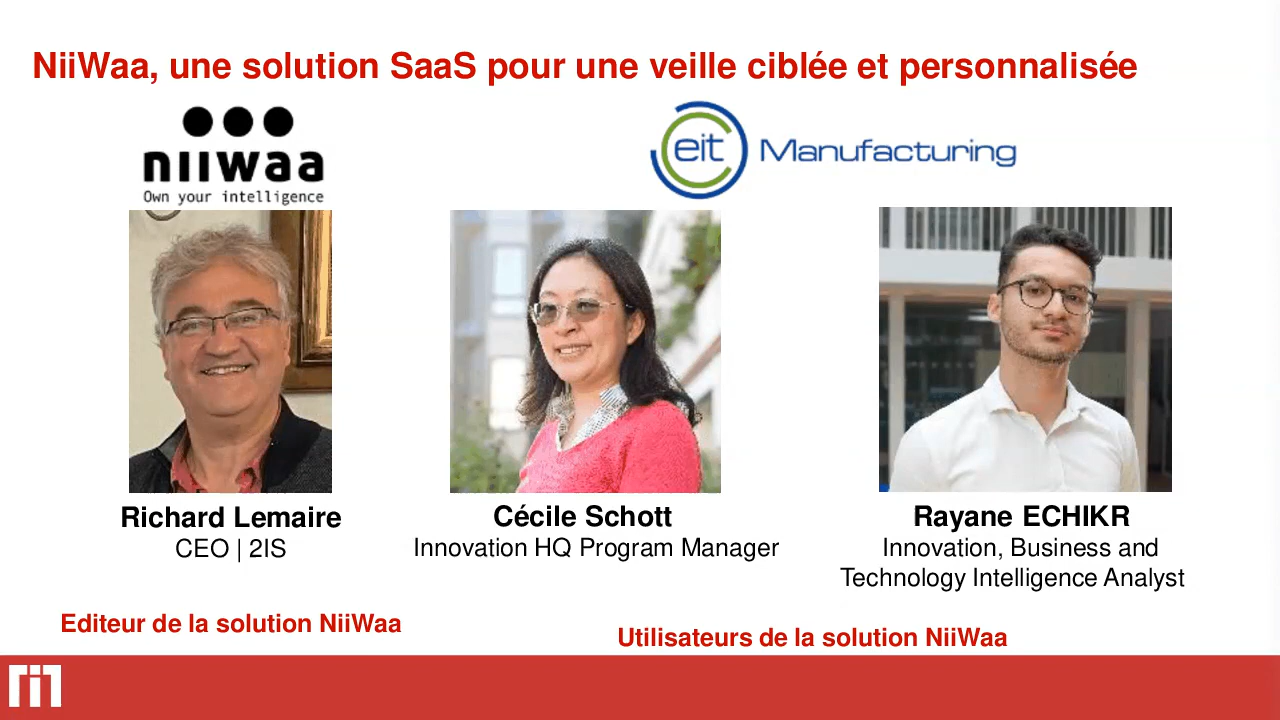 NiiWaa, une solution SaaS pour une veille ciblée et personnalisée
niiwaa
Own your intelligence
eit Manufacturing
Richard Lemaire
CEO | 2IS
Cécile Schott
Innovation HQ Program Manager
Rayane ECHIKR
Innovation, Business and
Technology Intelligence Analyst
Editeur de la solution NiiWaa
Utilisateurs de la solution NiiWaa